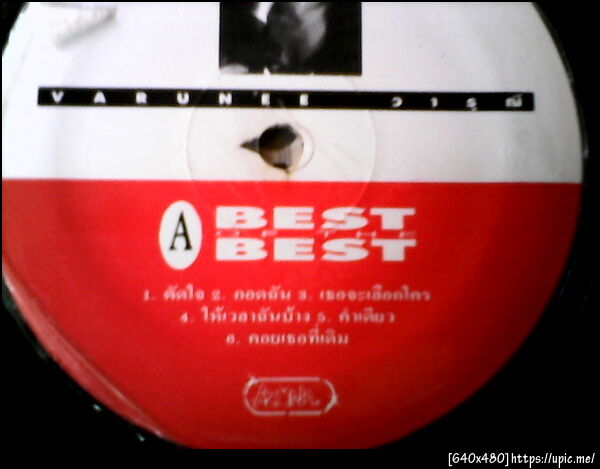 VARUNEE วารุณี
A
BEST
OF THE
BEST
1. ตัดใจ 2. กอดฉัน 3. เธอจะเลือกใคร
4. ให้เวลาฉันบ้าง 5. คำเดียว
6. คอยเธอที่เดิม
[640x480]https://upic.me/